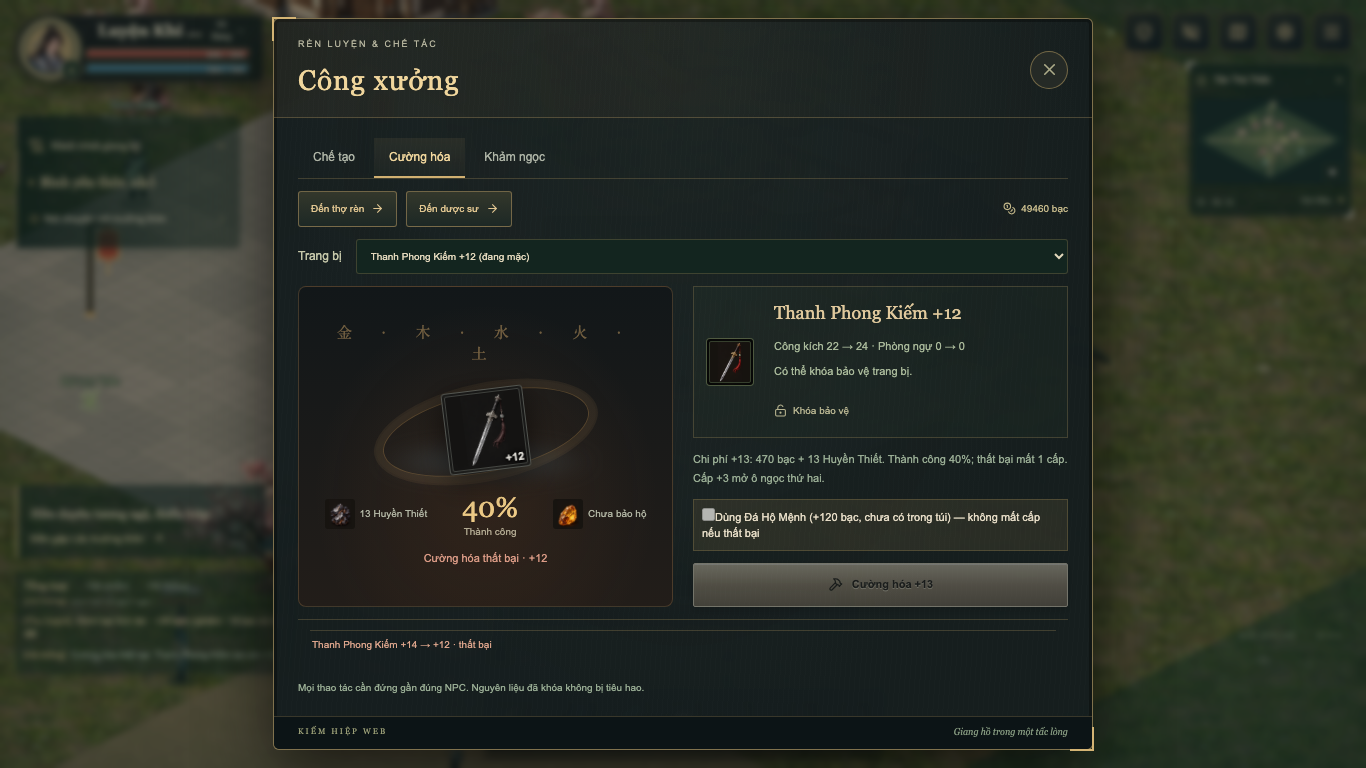 Luyện Khí
RÈN LUYỆN & CHẾ TÁC
Công xưởng
Chế tạo
Cường hóa
Khảm ngọc
Đến thợ rèn →
Đến dược sư →
49460 bạc
Trang bị
Thanh Phong Kiếm +12 (đang mặc)
金 · 木 · 水 · 火 ·
土
+12
13 Huyền Thiết
40%
Thành công
Chưa bảo hộ
Cường hóa thất bại · +12
Thanh Phong Kiếm +12
Công kích 22 → 24 · Phòng ngự 0 → 0
Có thể khóa bảo vệ trang bị.
Khóa bảo vệ
Chi phí +13: 470 bạc + 13 Huyền Thiết. Thành công 40%; thất bại mất 1 cấp.
Cấp +3 mở ô ngọc thứ hai.
Dùng Đá Hộ Mệnh (+120 bạc, chưa có trong túi) — không mất cấp
nếu thất bại
Cường hóa +13
Thanh Phong Kiếm +14 → +12 · thất bại
Mọi thao tác cần đứng gần đúng NPC. Nguyên liệu đã khóa không bị tiêu hao.
KIẾM HIỆP WEB
Giang hồ trong một tấc lòng